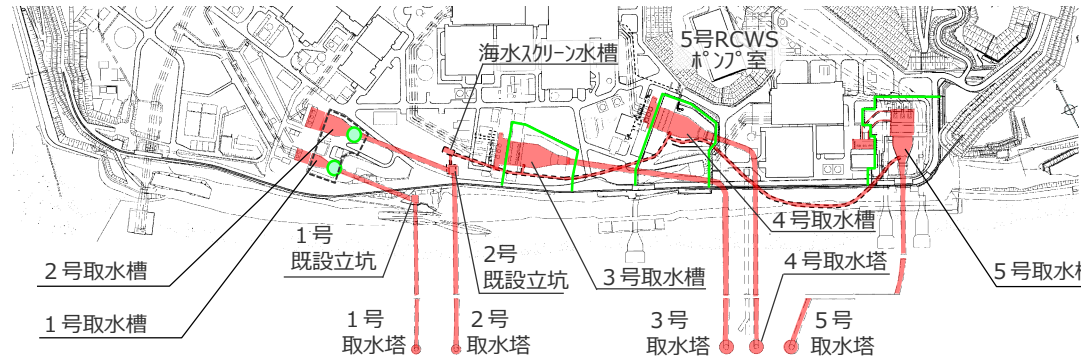 海水スクリーン水槽
5号RCWS
ポンプ室
1号
既設立坑
2号
既設立坑
4号取水槽
3号取水槽
4号取水塔
2号取水槽
5号取水槽
1号取水槽
1号
取水塔
2号
取水塔
3号
取水塔
5号
取水塔